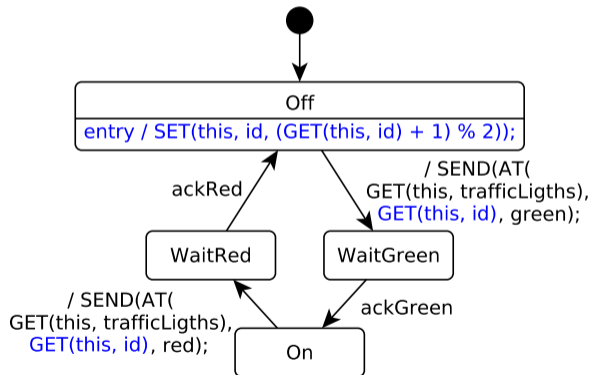 Off
entry / SET(this, id, (GET(this, id) + 1) % 2));
/ SEND(AT(
GET(this, trafficLigths),
GET(this, id), green);
ackRed
WaitRed
WaitGreen
/ SEND(AT(
GET(this, trafficLigths),
GET(this, id), red);
ackGreen
On